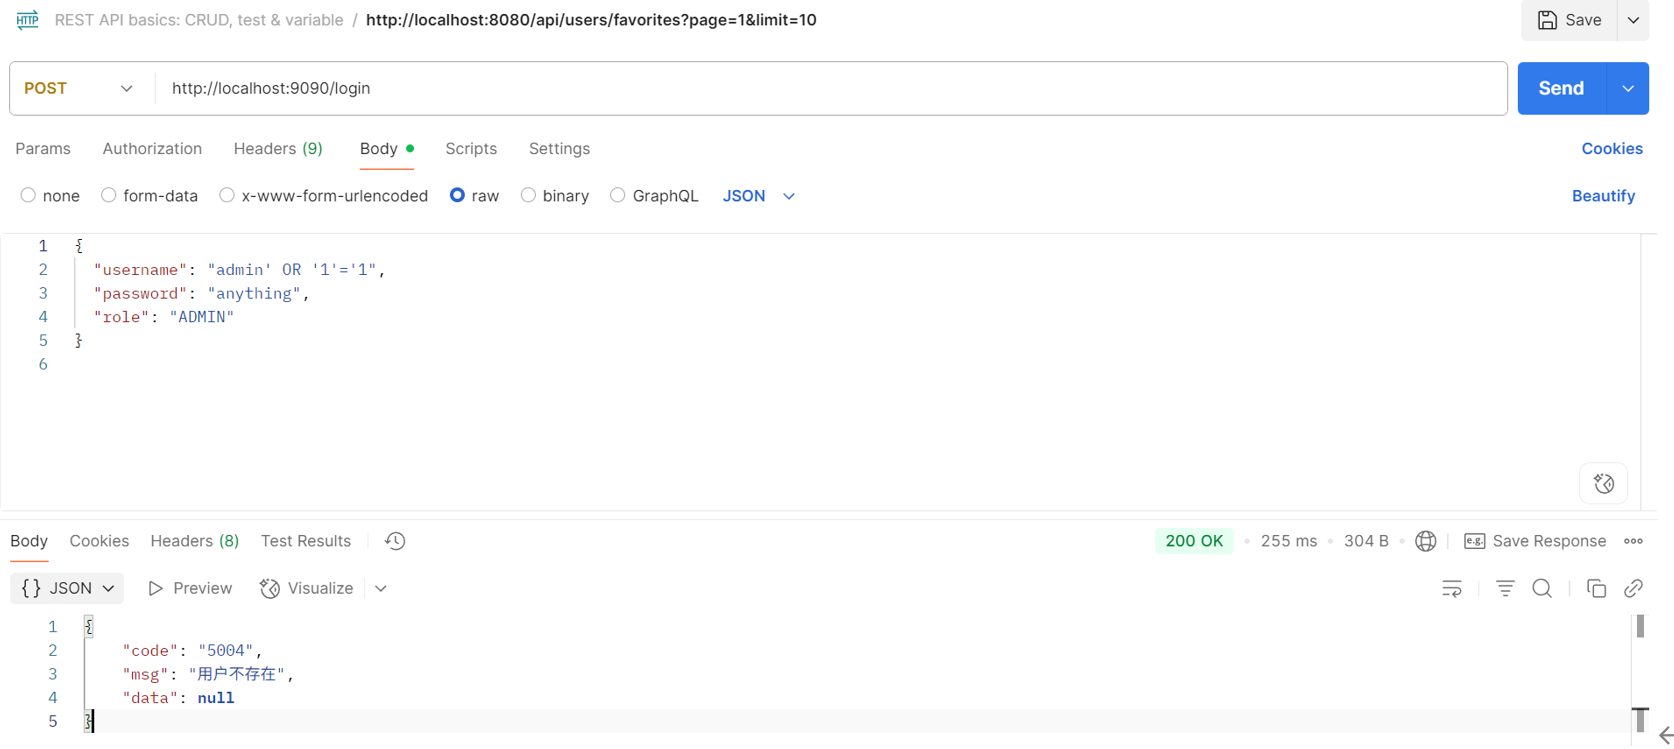 HTTP REST API basics: CRUD, test & variable / http://localhost:8080/api/users/favorites?page=1&limit=10 Save
POST http://localhost:9090/login Send
Params Authorization Headers (9) Body Scripts Settings Cookies
none form-data x-www-form-urlencoded raw binary GraphQL JSON Beautify
1 {
2 "username": "admin' OR '1'='1",
3 "password": "anything",
4 "role": "ADMIN"
5 }
6
Body Cookies Headers (8) Test Results 200 OK • 255 ms • 304 B • e.g. Save Response
{} JSON Preview Visualize
1 {
2 "code": "5004",
3 "msg": "用户不存在",
4 "data": null
5 }